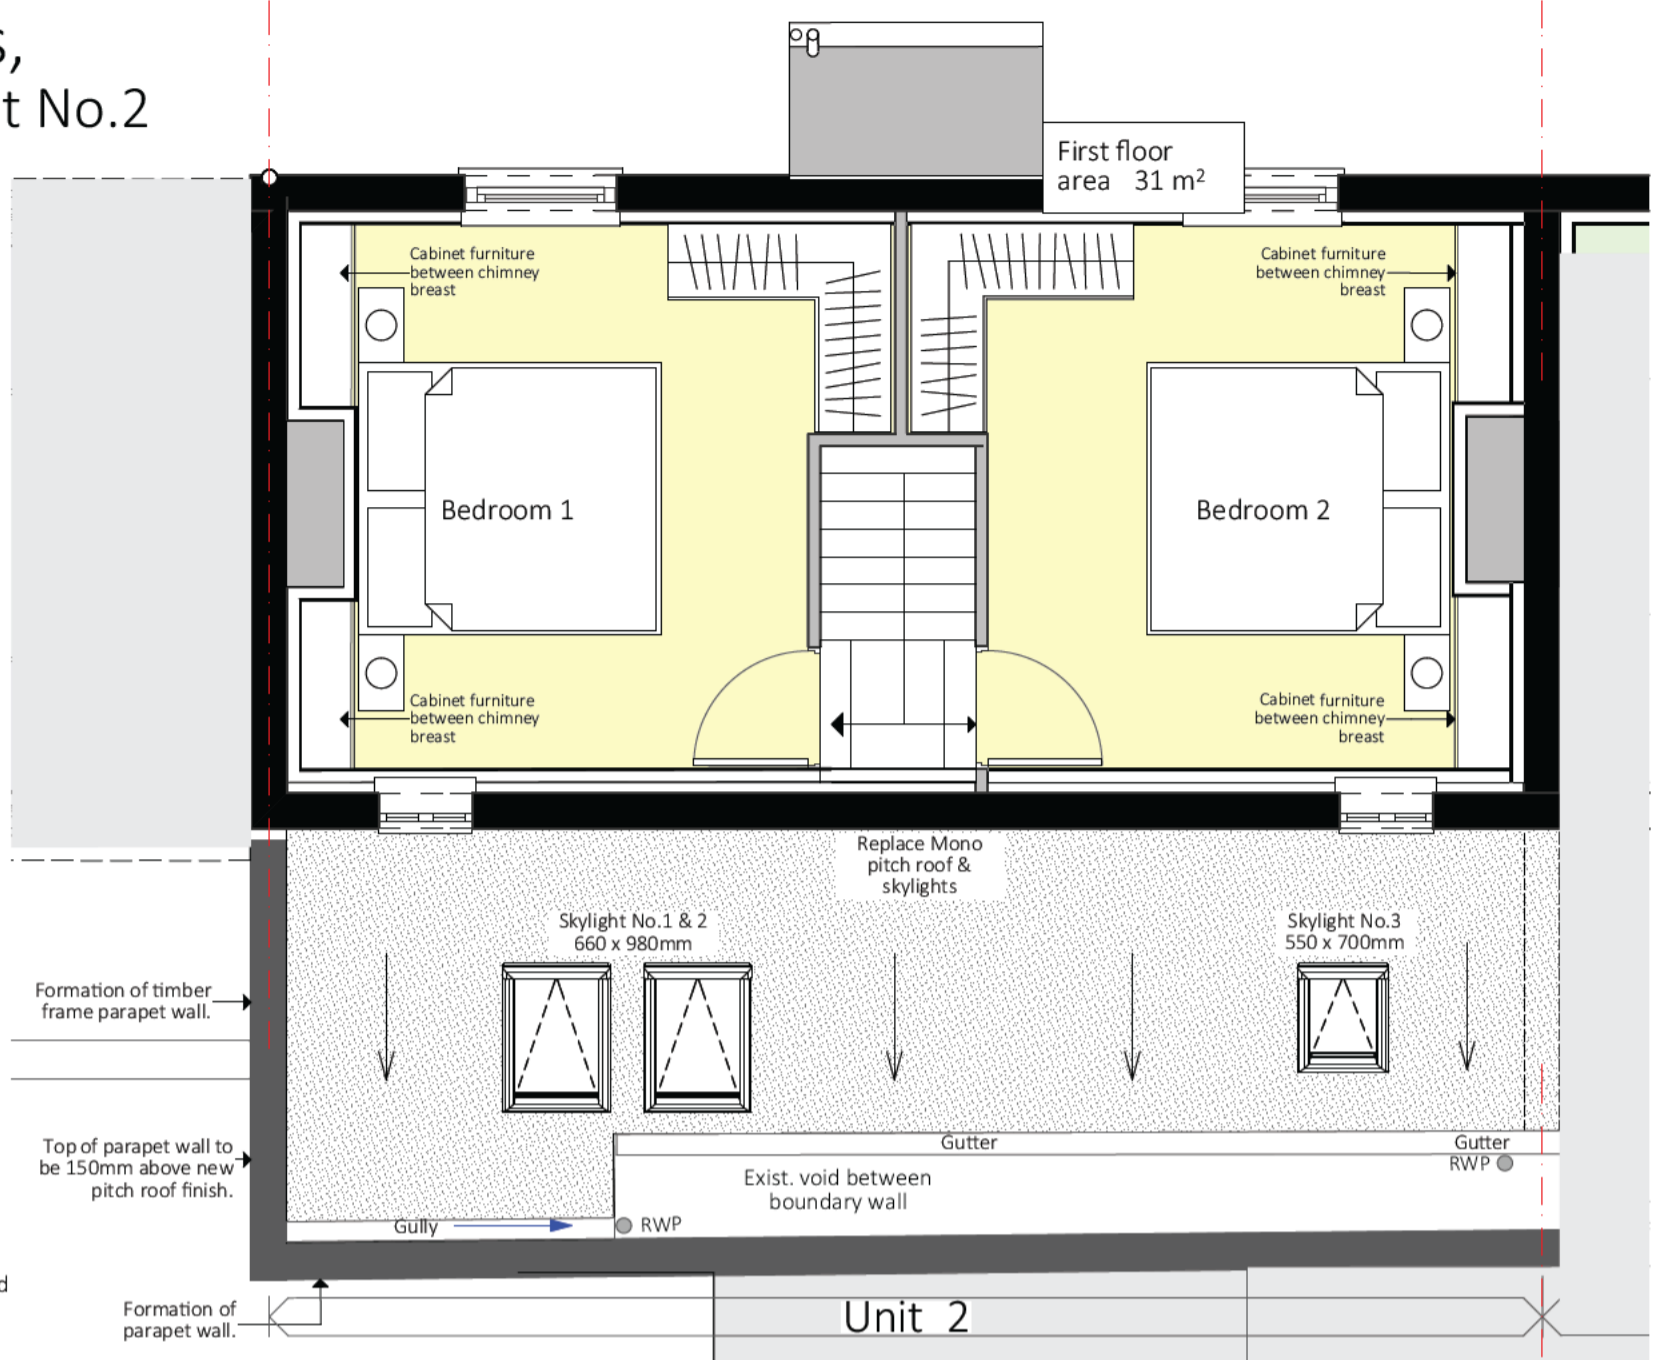 s,
t No.2
First floor
area 31 m²
Cabinet furniture
between chimney
breast
Cabinet furniture
between chimney
breast
Bedroom 1
Bedroom 2
Cabinet furniture
between chimney
breast
Cabinet furniture
between chimney
breast
Replace Mono
pitch roof &
skylights
Skylight No.1 & 2
660 x 980mm
Skylight No.3
550 x 700mm
Formation of timber
frame parapet wall.
Top of parapet wall to
be 150mm above new
pitch roof finish.
Gutter
Gutter
RWP
Exist. void between
boundary wall
Gully
RWP
d
Formation of
parapet wall.
Unit 2